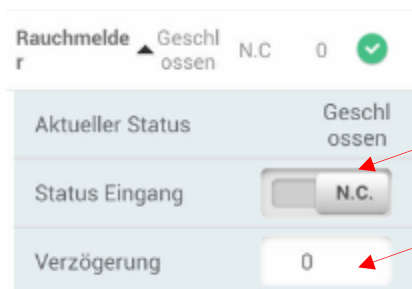 Rauchmelde Geschl N.C 0
r ossen
Aktueller Status Geschl
ossen
Status Eingang N.C.
Verzögerung 0